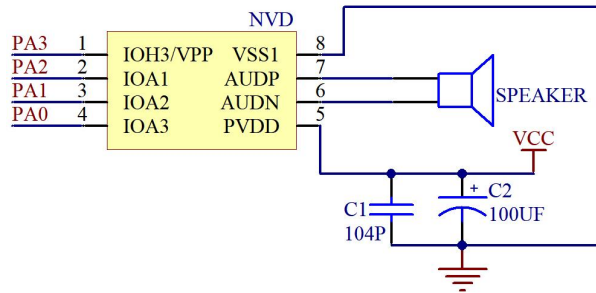 NVD
PA3 1 IOH3/VPP VSS1 8
PA2 2 IOA1 AUDP 7
PA1 3 IOA2 AUDN 6
PA0 4 IOA3 PVDD 5
SPEAKER
VCC
C1
104P
+ C2
100UF